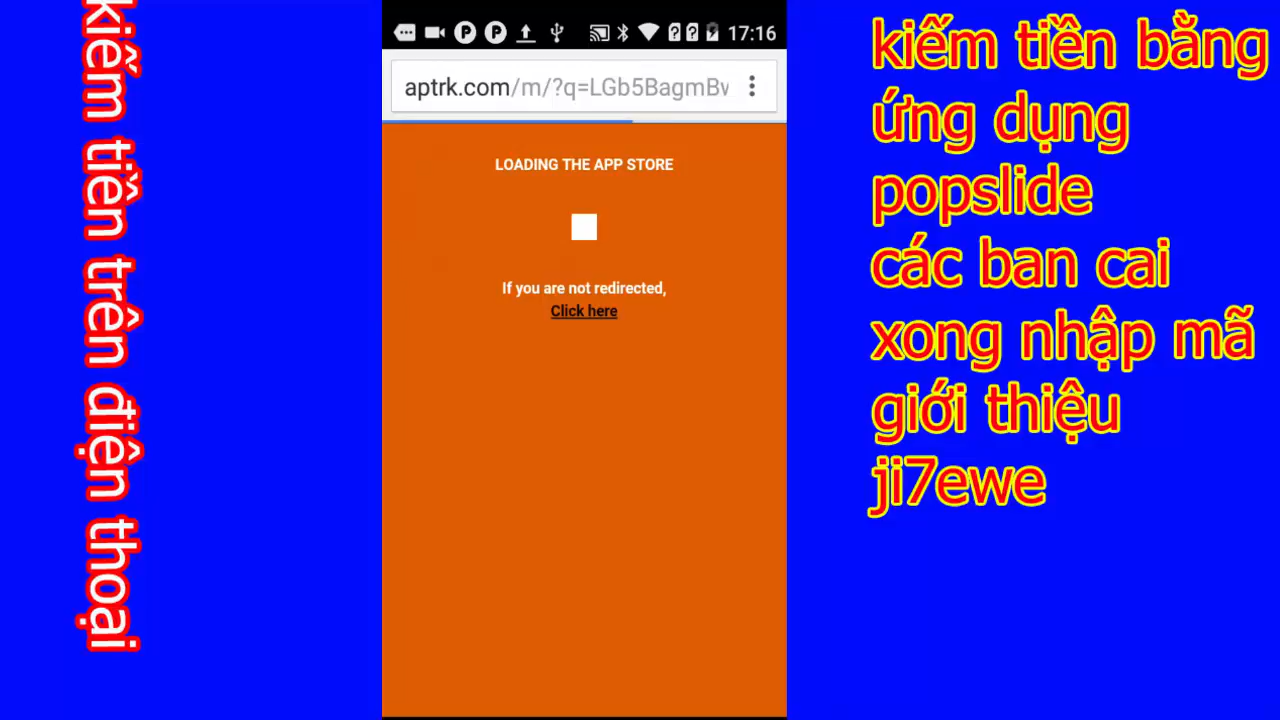 kiếm tiền trên điện thoại
17:16
aptrk.com/m/?q=LGb5BagmBv
LOADING THE APP STORE
If you are not redirected,
Click here
kiếm tiền bằng
ứng dụng
popslide
các ban cai
xong nhập mã
giới thiệu
ji7ewe